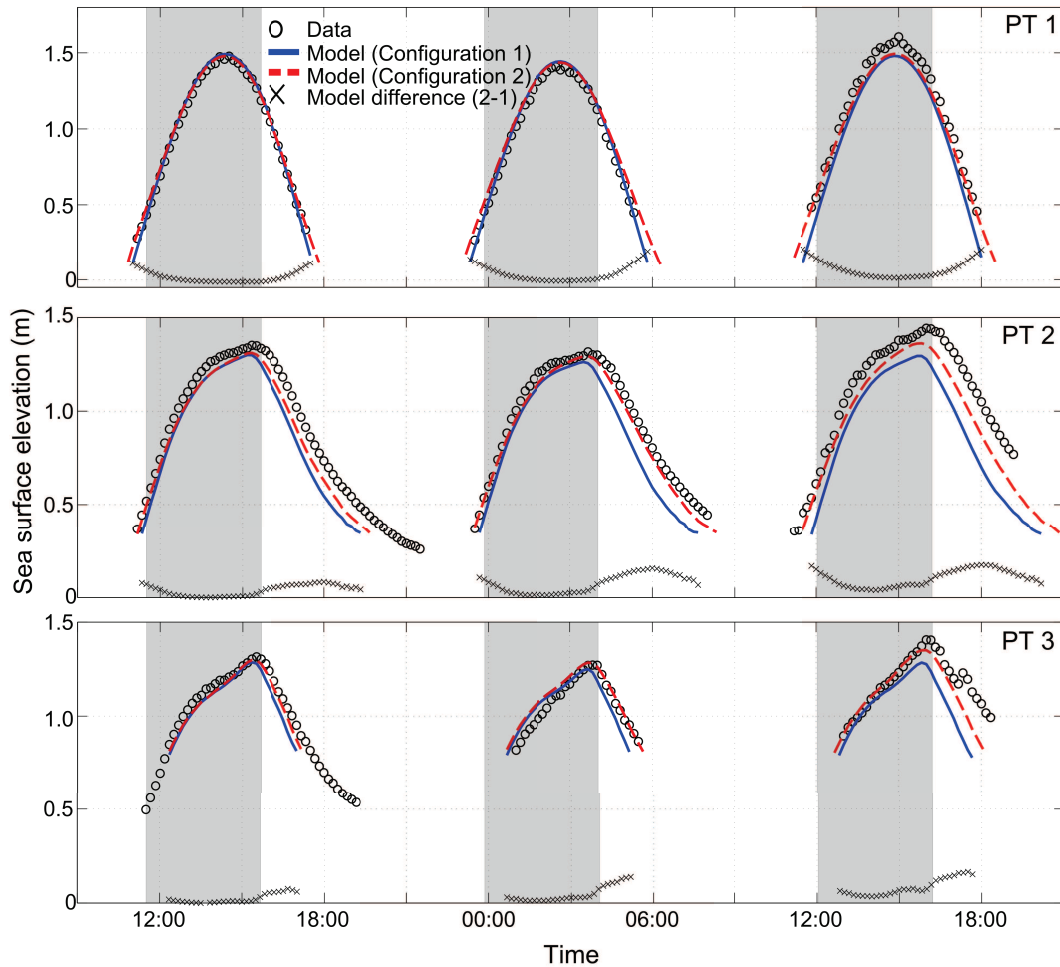 PT 1
Data
Model (Configuration 1)
Model (Configuration 2)
Model difference (2-1)
1.5
1.0
0.5
0
PT 2
1.5
1.0
0.5
0
Sea surface elevation (m)
PT 3
1.5
1.0
0.5
0
12:00 18:00 00:00 06:00 12:00 18:00
Time